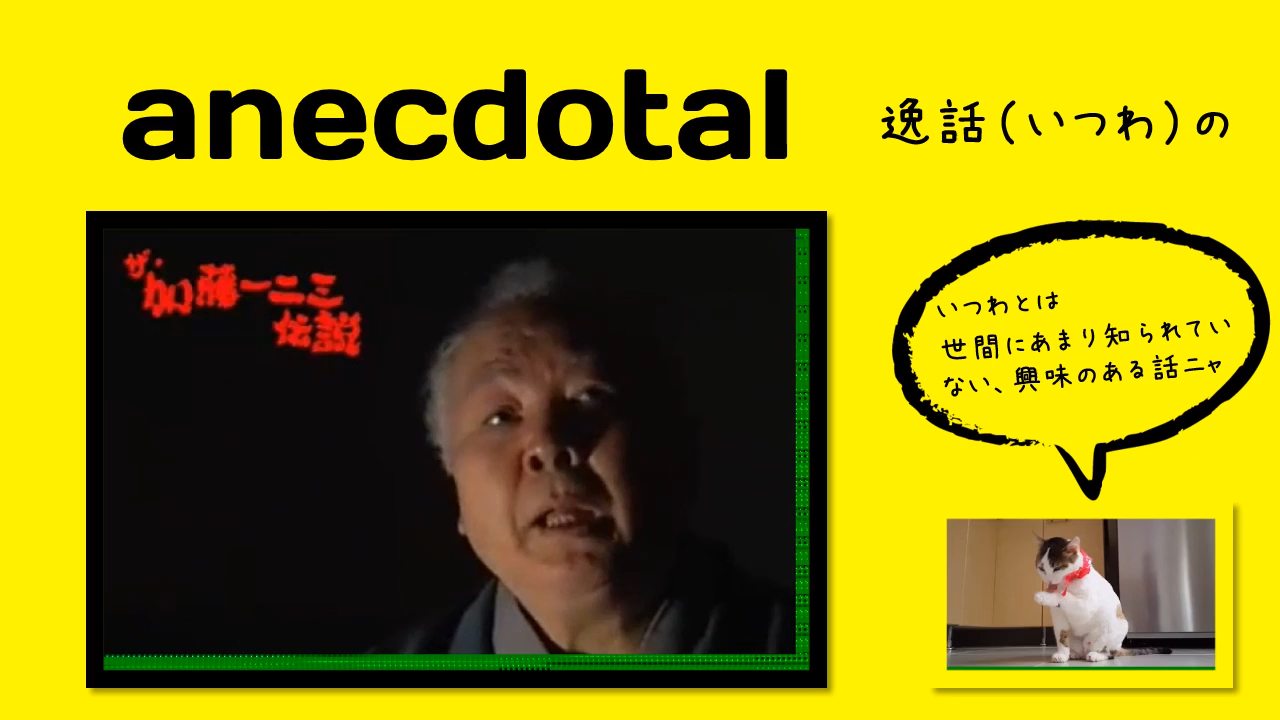 anecdotal
逸話(いつわ)の
ザ・
加藤一二三
伝説
いつわとは
世間にあまり知られてい
ない、興味のある話ニャ